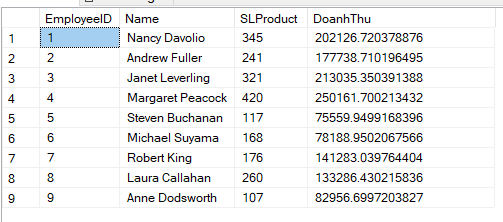 EmployeeID Name SLProduct DoanhThu
1 1 Nancy Davolio 345 202126.720378876
2 2 Andrew Fuller 241 177738.710196495
3 3 Janet Leverling 321 213035.350391388
4 4 Margaret Peacock 420 250161.700213432
5 5 Steven Buchanan 117 75559.9499168396
6 6 Michael Suyama 168 78188.9502067566
7 7 Robert King 176 141283.039764404
8 8 Laura Callahan 260 133286.430215836
9 9 Anne Dodsworth 107 82956.6997203827